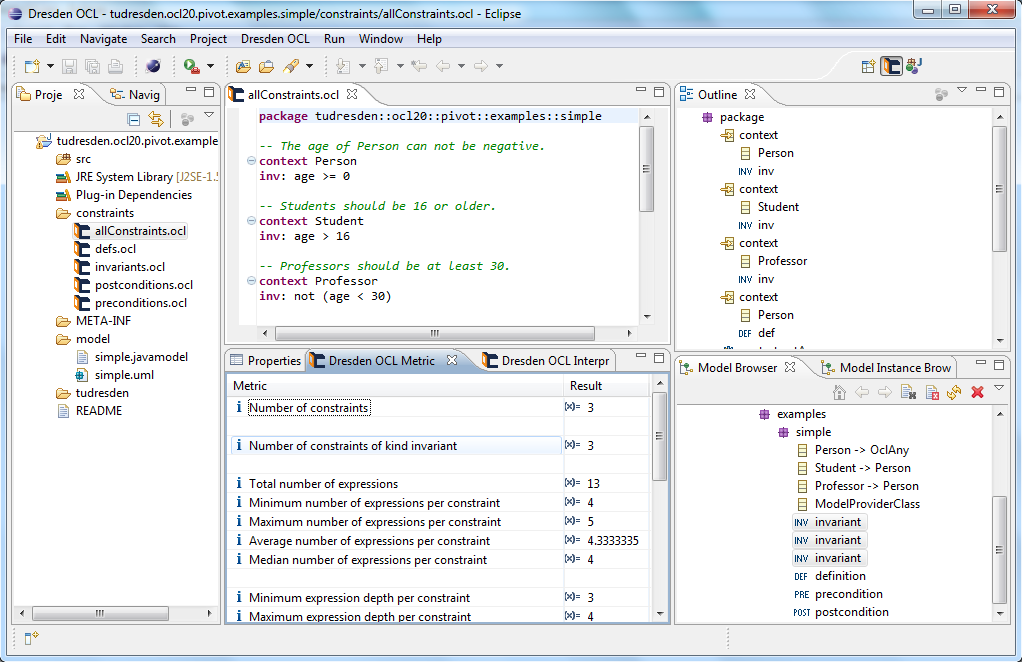 Dresden OCL - tudresden.ocl20.pivot.examples.simple/constraints/allConstraints.ocl - Eclipse
File Edit Navigate Search Project Dresden OCL Run Window Help
Proje
Navig
tudresden.ocl20.pivot.example
src
JRE System Library [J2SE-1.5
Plug-in Dependencies
constraints
allConstraints.ocl
defs.ocl
invariants.ocl
postconditions.ocl
preconditions.ocl
META-INF
model
simple.javamodel
simple.uml
tudresden
README
allConstraints.ocl
package tudresden::ocl20::pivot::examples::simple
-- The age of Person can not be negative.
context Person
inv: age >= 0
-- Students should be 16 or older.
context Student
inv: age > 16
-- Professors should be at least 30.
context Professor
inv: not (age < 30)
Outline
package
context
Person
INV inv
context
Student
INV inv
context
Professor
INV inv
context
Person
DEF def
Properties
Dresden OCL Metric
Dresden OCL Interpr
Metric Result
Number of constraints (x)= 3
Number of constraints of kind invariant (x)= 3
Total number of expressions (x)= 13
Minimum number of expressions per constraint (x)= 4
Maximum number of expressions per constraint (x)= 5
Average number of expressions per constraint (x)= 4.3333335
Median number of expressions per constraint (x)= 4
Minimum expression depth per constraint (x)= 3
Maximum expression depth per constraint (x)= 4
Model Browser
Model Instance Brow
examples
simple
Person -> OclAny
Student -> Person
Professor -> Person
ModelProviderClass
INV invariant
INV invariant
INV invariant
DEF definition
PRE precondition
POST postcondition